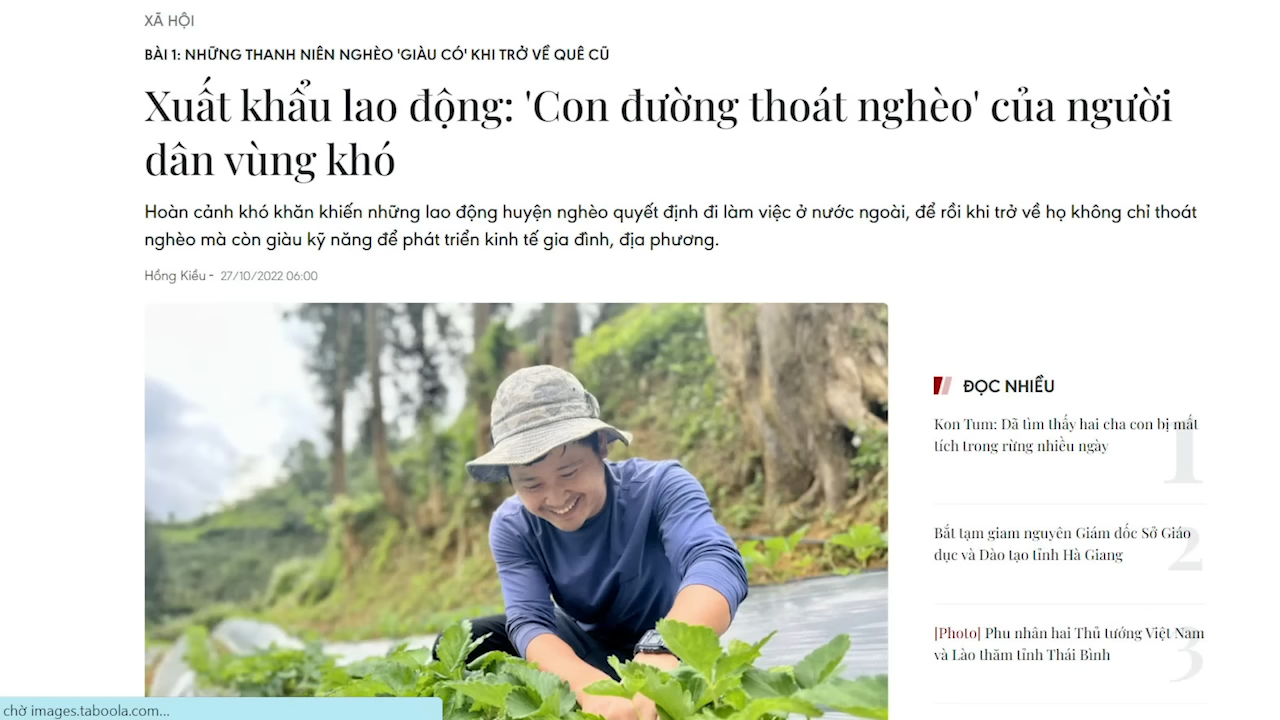 XÃ HỘI
BÀI 1: NHỮNG THANH NIÊN NGHÈO 'GIÀU CÓ' KHI TRỞ VỀ QUÊ CŨ
Xuất khẩu lao động: 'Con đường thoát nghèo' của người
dân vùng khó
Hoàn cảnh khó khăn khiến những lao động huyện nghèo quyết định đi làm việc ở nước ngoài, để rồi khi trở về họ không chỉ thoát
nghèo mà còn giàu kỹ năng để phát triển kinh tế gia đình, địa phương.
Hồng Kiều - 27/10/2022 06:00
ĐỌC NHIỀU
Kon Tum: Đã tìm thấy hai cha con bị mất
tích trong rừng nhiều ngày
1
Bắt tạm giam nguyên Giám đốc Sở Giáo
dục và Đào tạo tỉnh Hà Giang
2
[Photo] Phu nhân hai Thủ tướng Việt Nam
và Lào thăm tỉnh Thái Bình
3
chờ images.taboola.com...